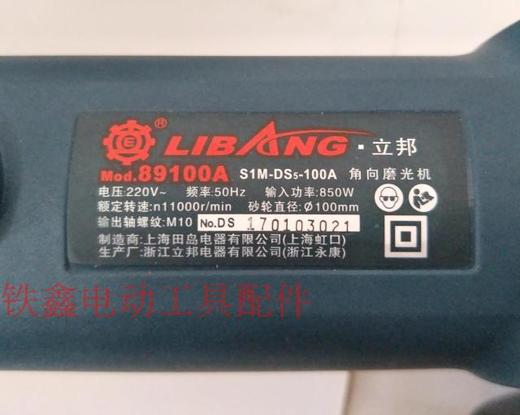 LIBANG·立邦
Mod.89100A S1M-DS5-100A 角向磨光机
电压:220V~ 频率:50Hz 输入功率:850W
额定转速:n11000r/min 砂轮直径:Φ100mm
输出轴螺纹:M10 No.DS 170103021
制造商:上海田岛电器有限公司(上海虹口)
生产厂:浙江立邦电器有限公司(浙江永康)
铁鑫电动工具配件